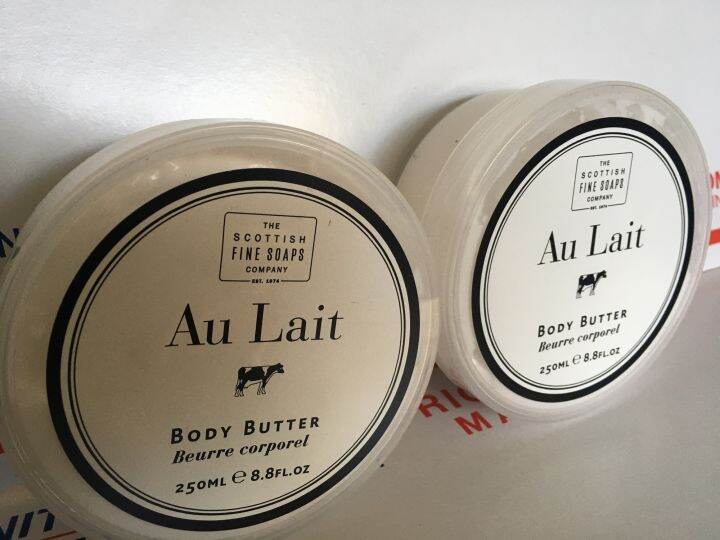 THE
SCOTTISH
FINE SOAPS
COMPANY
EST. 1974
Au Lait
BODY BUTTER
Beurre corporel
250ML e 8.8FL.OZ
THE
SCOTTISH
FINE SOAPS
COMPANY
EST. 1974
Au Lait
BODY BUTTER
Beurre corporel
250ML e 8.8FL.OZ